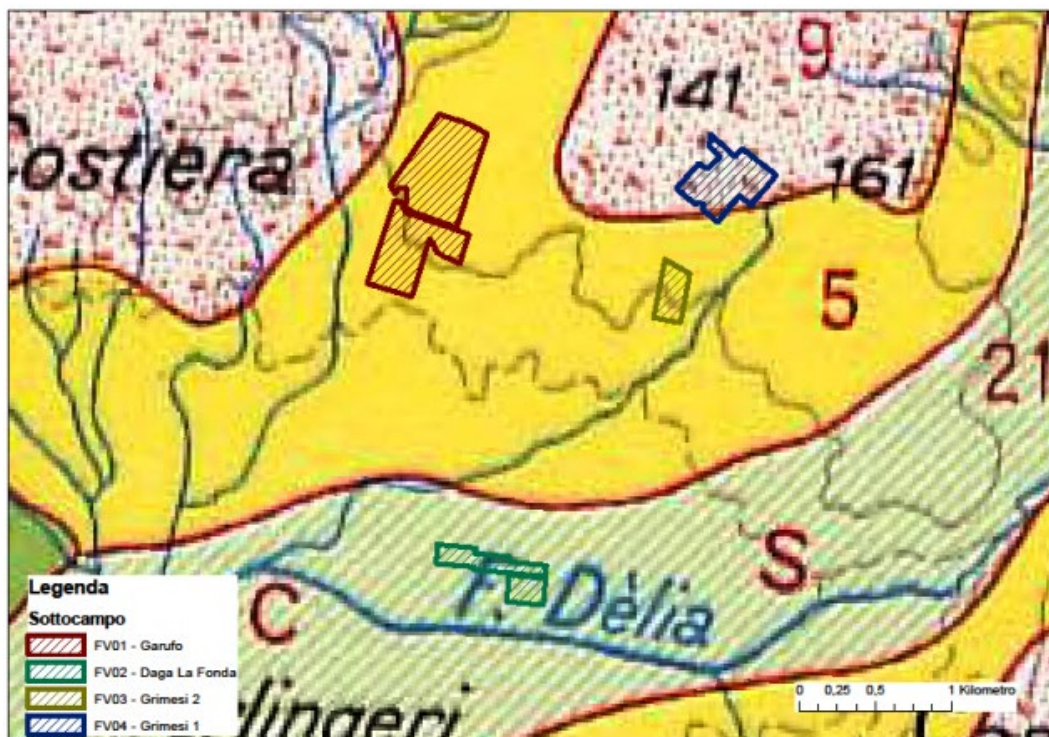 9
141
Costiera
161
5
21
S
F. Dèlia
C
Legenda
Sottocampo
FV01 - Garufo
FV02 - Daga La Fonda
FV03 - Grimesi 2
FV04 - Grimesi 1
0 0,25 0,5 1 Kilometro